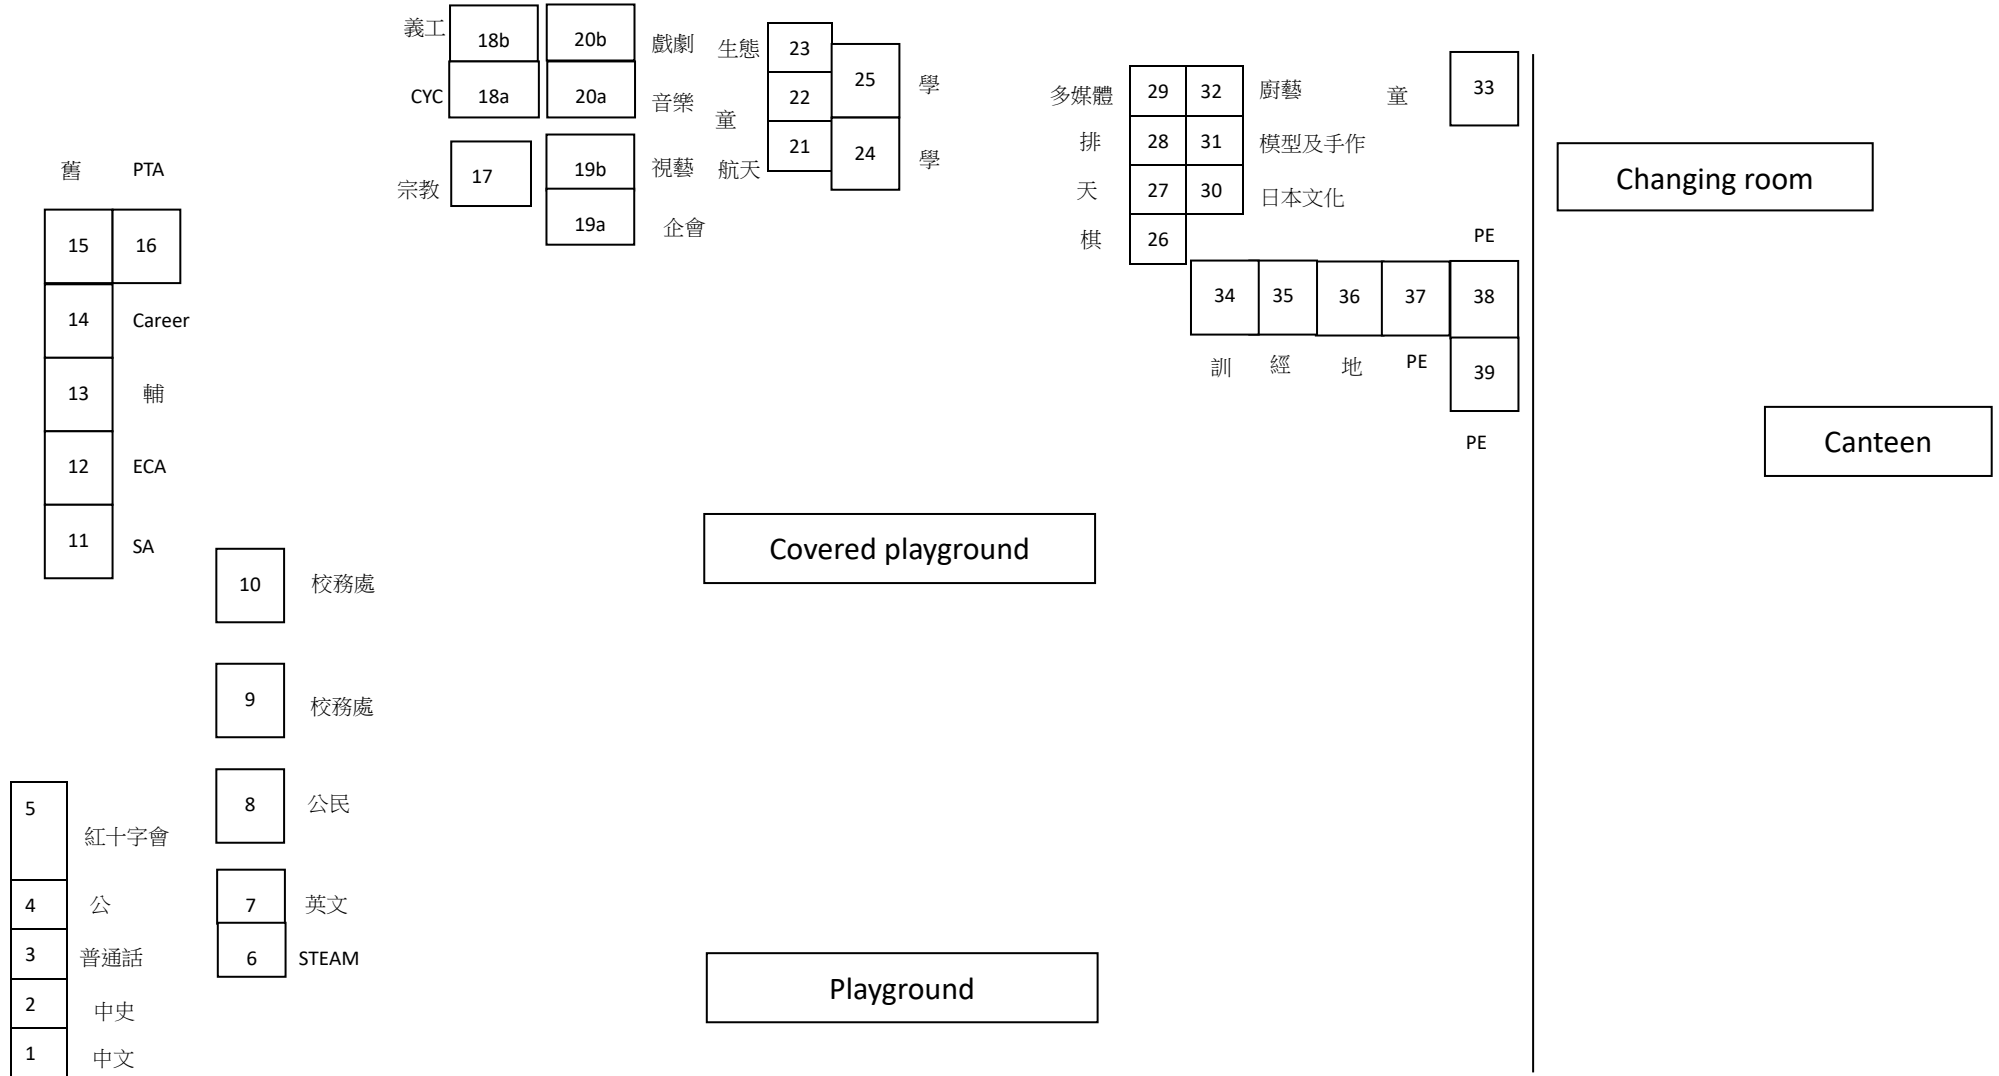 義工 18b 20b 戲劇 生態 23
25 學
CYC 18a 20a 音樂 童 22
多媒體 29 32 廚藝 童 33
排 28 31 模型及手作
宗教 17 19b 視藝 航天 21 24 學
天 27 30 日本文化
19a 企會
棋 26
Changing room
舊 PTA
15 16
14 Career
13 輔
12 ECA
11 SA
PE
34 35 36 37 38
訓 經 地 PE 39
PE
Canteen
Covered playground
10 校務處
9 校務處
8 公民
5 紅十字會
4 公
7 英文
3 普通話
6 STEAM
2 中史
1 中文
Playground